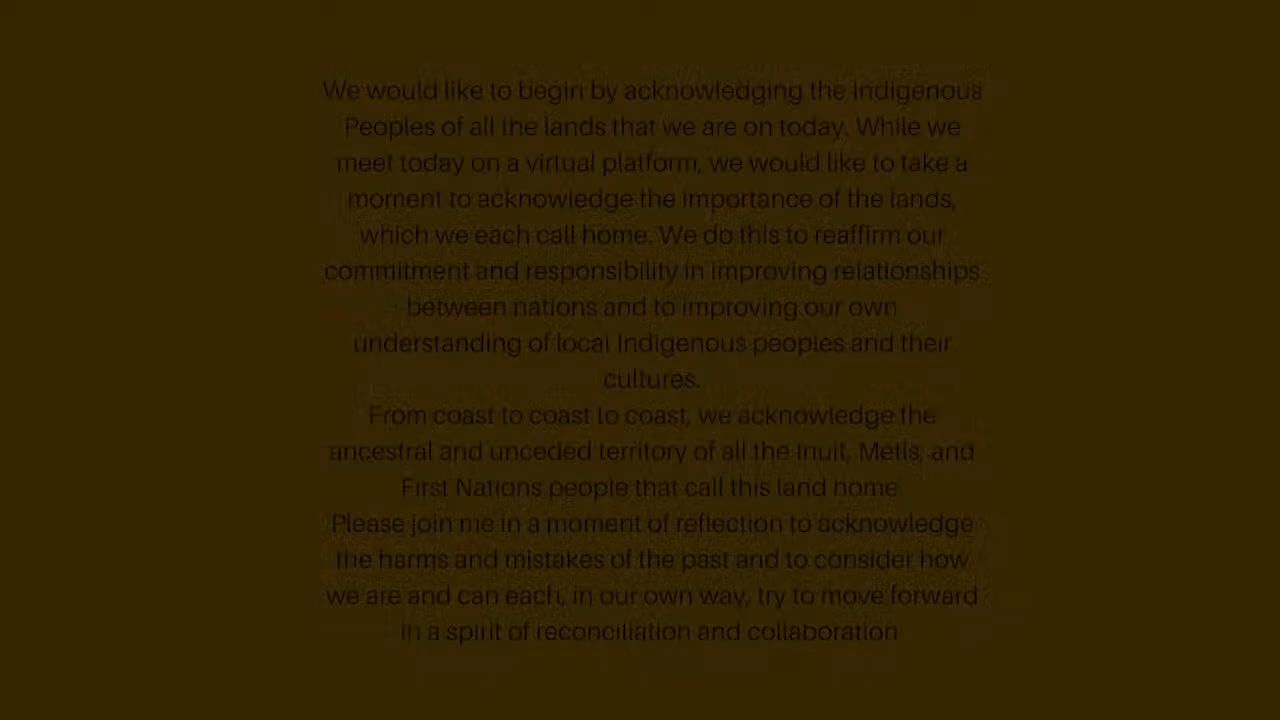 We would like to begin by acknowledging the Indigenous
Peoples of all the lands that we are on today. While we
meet today on a virtual platform, we would like to take a
moment to acknowledge the importance of the lands,
which we each call home. We do this to reaffirm our
commitment and responsibility in improving relationships
between nations and to improving our own
understanding of local Indigenous peoples and their
cultures.
From coast to coast to coast, we acknowledge the
ancestral and unceded territory of all the Inuit, Métis, and
First Nations people that call this land home.
Please join me in a moment of reflection to acknowledge
the harms and mistakes of the past and to consider how
we are and can each, in our own way, try to move forward
in a spirit of reconciliation and collaboration